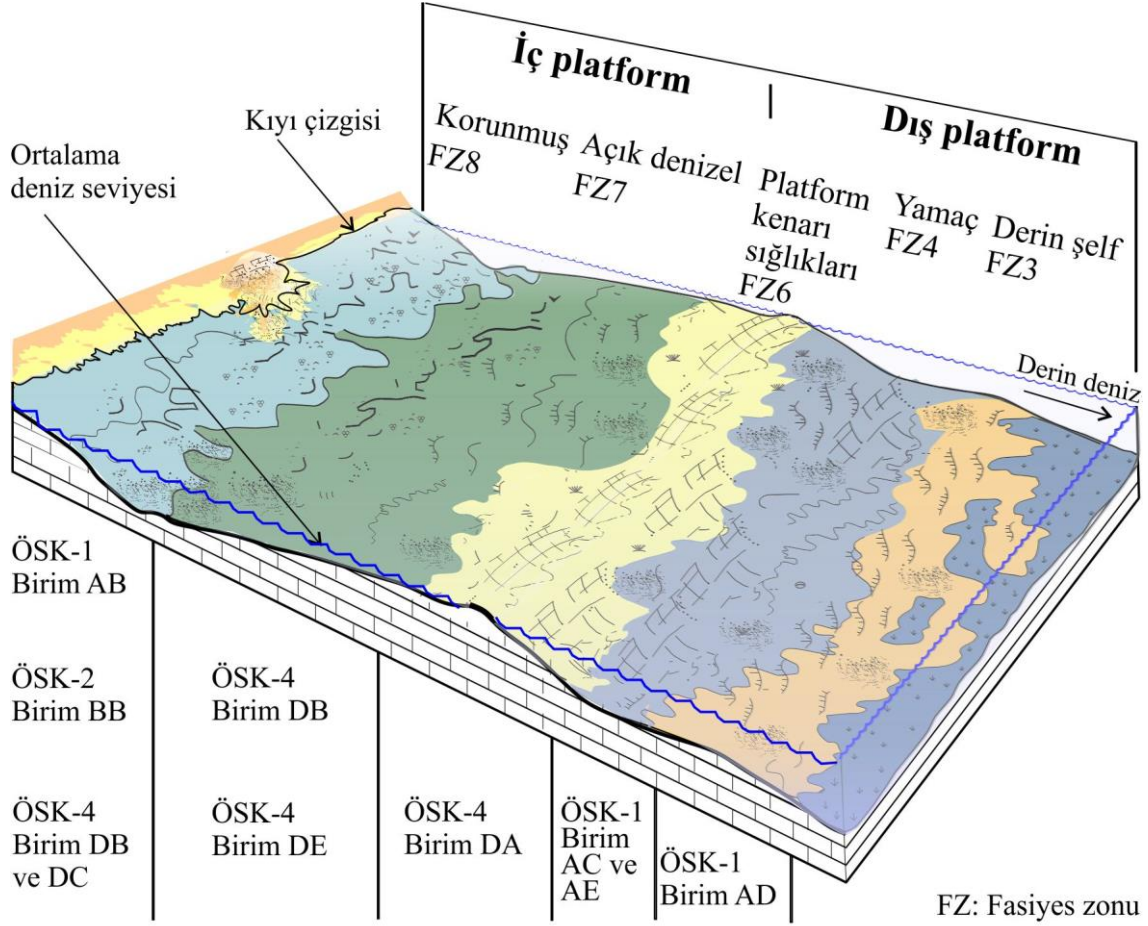 İç platform
Dış platform
Korunmuş
FZ8
Açık denizel
FZ7
Platform
kenarı
sığlıkları
FZ6
Yamaç
FZ4
Derin şelf
FZ3
Kıyı çizgisi
Ortalama
deniz seviyesi
Derin deniz
ÖSK-1
Birim AB
ÖSK-2
Birim BB
ÖSK-4
Birim DB
ve DC
ÖSK-4
Birim DB
ÖSK-4
Birim DE
ÖSK-4
Birim DA
ÖSK-1
Birim
AC ve
AE
ÖSK-1
Birim AD
FZ: Fasiyes zonu